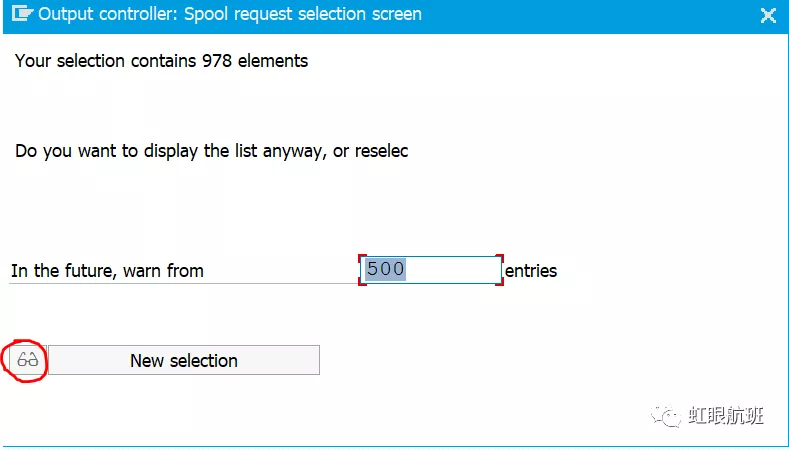 Output controller: Spool request selection screen
Your selection contains 978 elements
Do you want to display the list anyway, or reselec
In the future, warn from 500 entries
New selection
虹眼航班